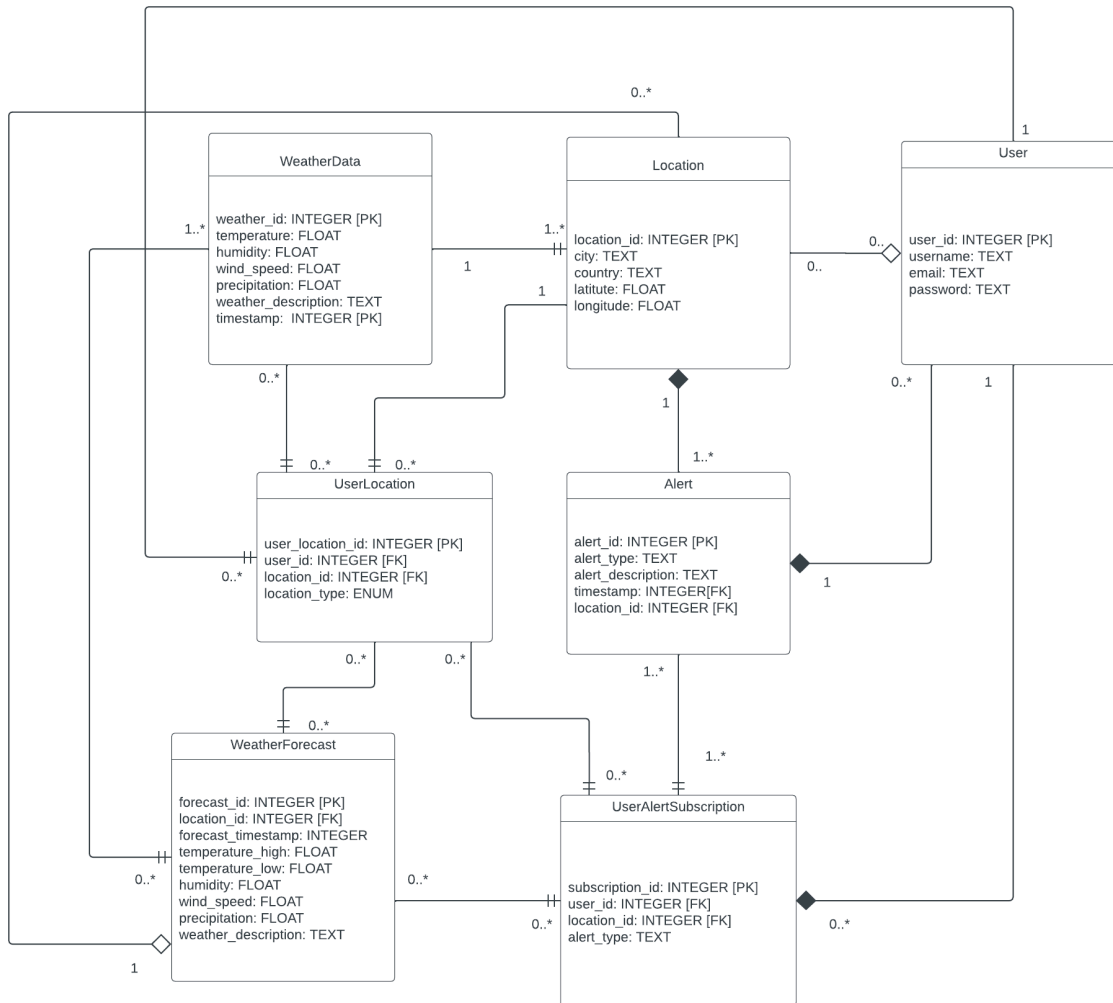 0..*
1
WeatherData
weather_id: INTEGER [PK]
temperature: FLOAT
humidity: FLOAT
wind_speed: FLOAT
precipitation: FLOAT
weather_description: TEXT
timestamp:  INTEGER [PK]
1..*
1
1..*
0..*
Location
location_id: INTEGER [PK]
city: TEXT
country: TEXT
latitute: FLOAT
longitude: FLOAT
1
1
0..
0..
User
user_id: INTEGER [PK]
username: TEXT
email: TEXT
password: TEXT
0..*
1
0..*
0..*
UserLocation
user_location_id: INTEGER [PK]
user_id: INTEGER [FK]
location_id: INTEGER [FK]
location_type: ENUM
0..*
0..*
0..*
1..*
Alert
alert_id: INTEGER [PK]
alert_type: TEXT
alert_description: TEXT
timestamp: INTEGER[FK]
location_id: INTEGER [FK]
1
1..*
0..*
WeatherForecast
forecast_id: INTEGER [PK]
location_id: INTEGER [FK]
forecast_timestamp: INTEGER
temperature_high: FLOAT
temperature_low: FLOAT
humidity: FLOAT
wind_speed: FLOAT
precipitation: FLOAT
weather_description: TEXT
0..*
1
0..*
1..*
0..*
UserAlertSubscription
subscription_id: INTEGER [PK]
user_id: INTEGER [FK]
location_id: INTEGER [FK]
alert_type: TEXT
0..*
0..*